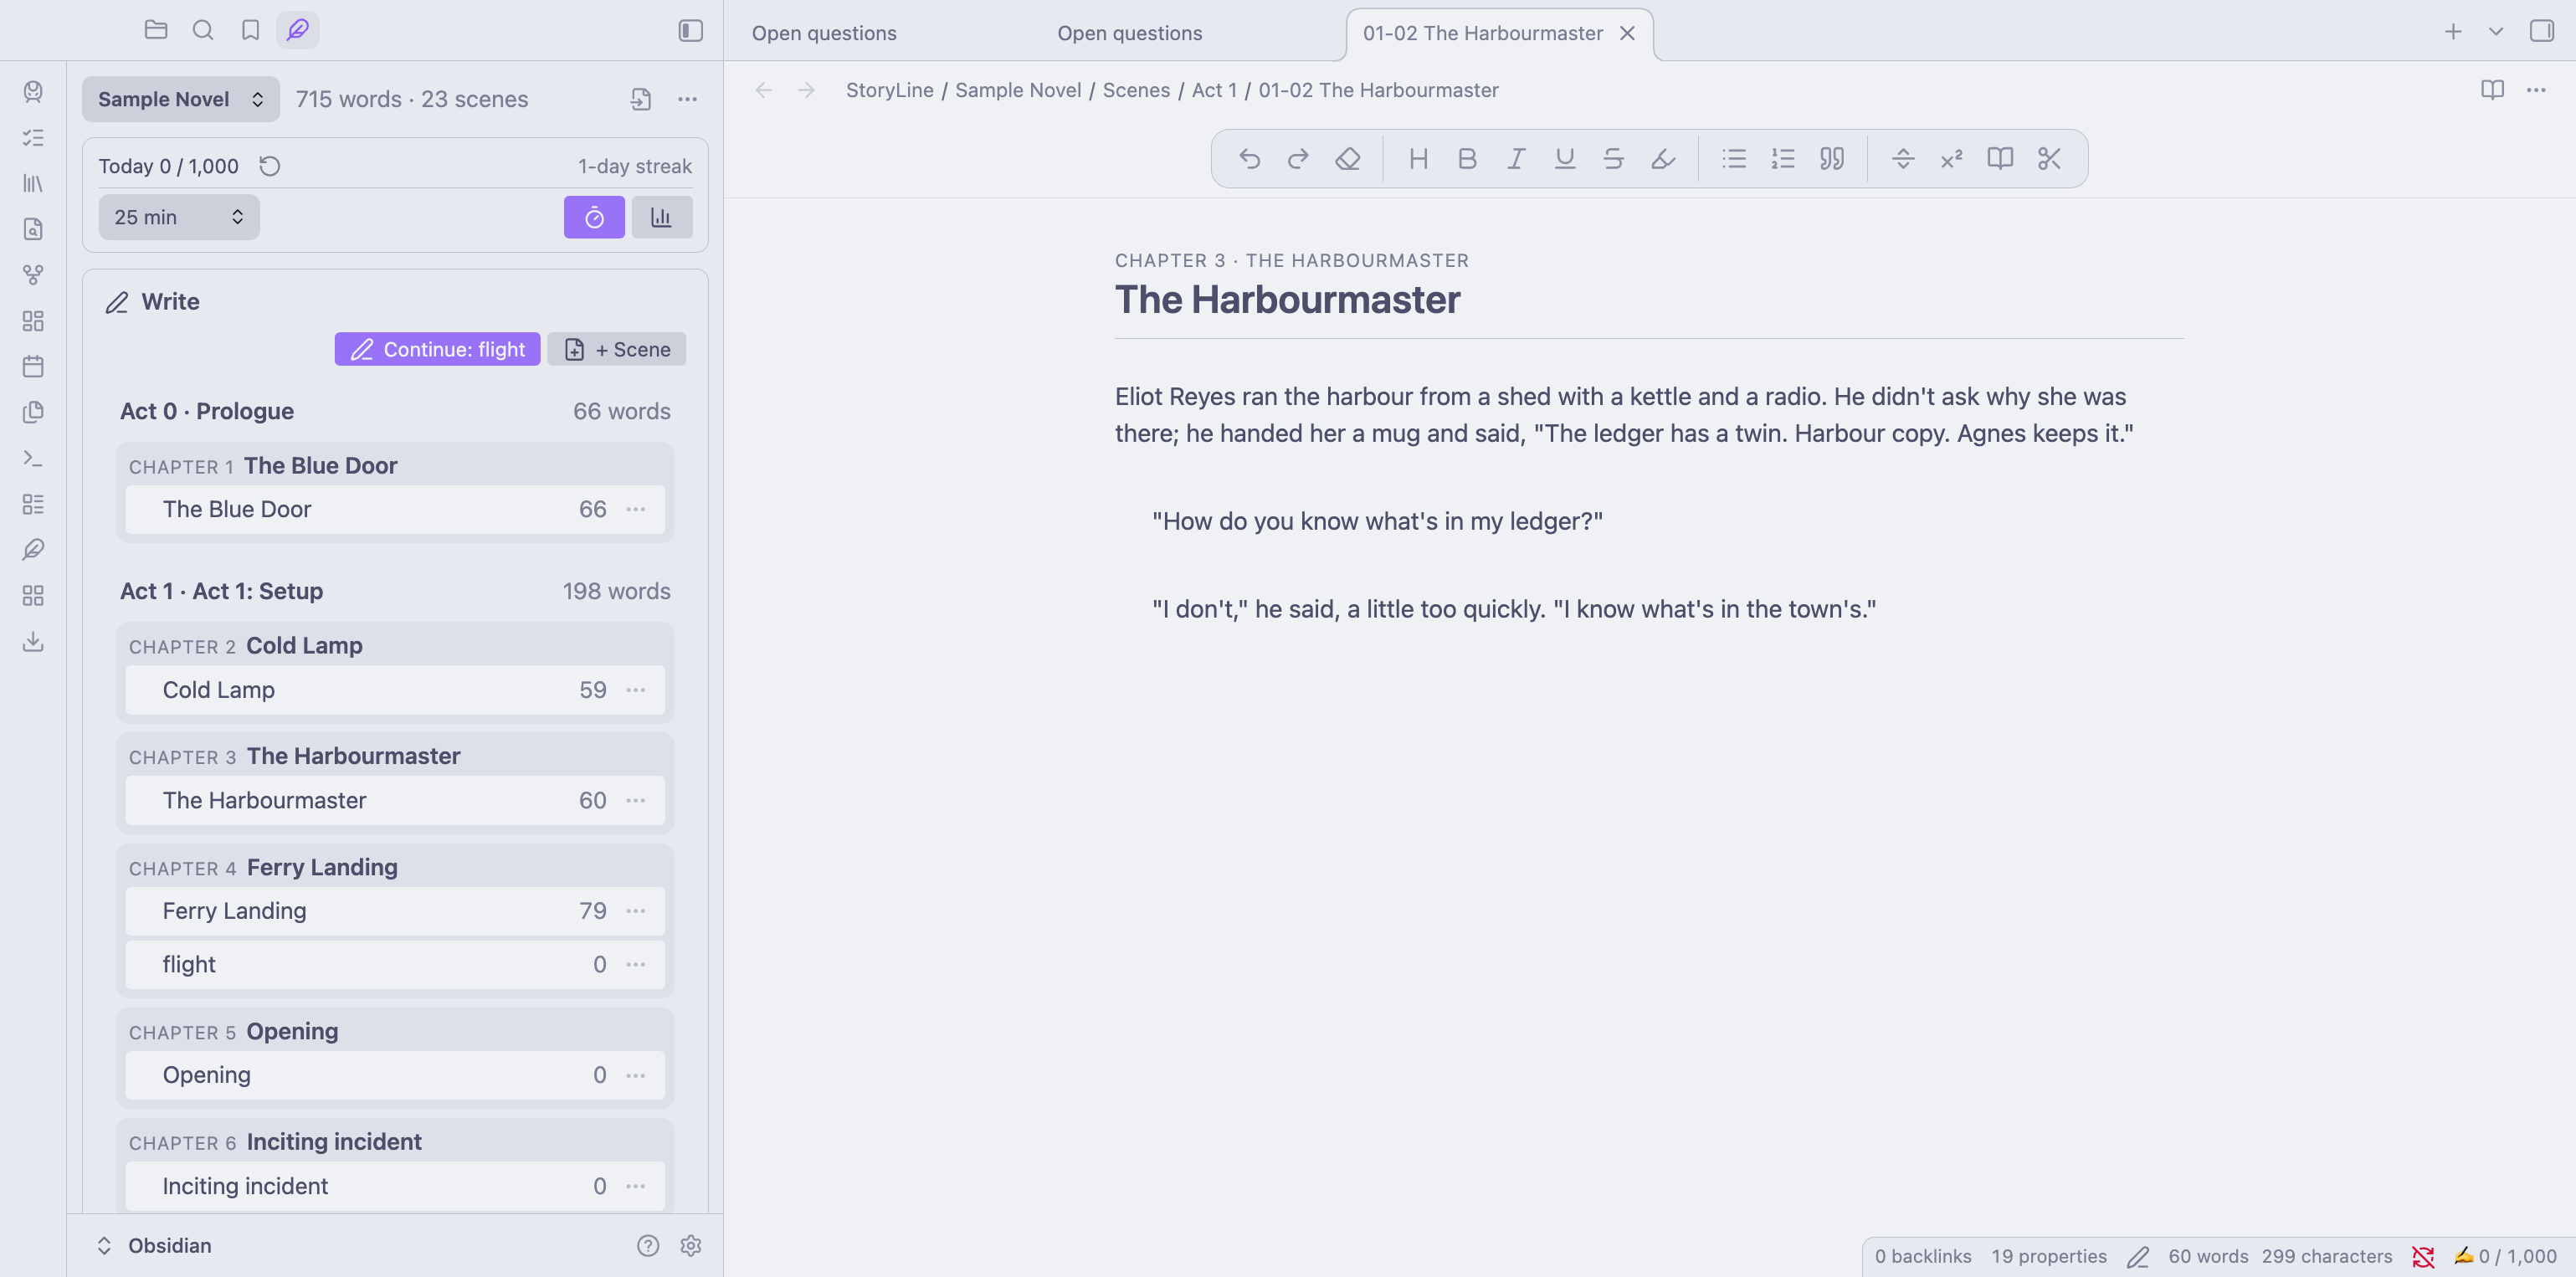 Open questions
Open questions
01-02 The Harbourmaster
Sample Novel
715 words · 23 scenes
StoryLine / Sample Novel / Scenes / Act 1 / 01-02 The Harbourmaster
Today 0 / 1,000
1-day streak
25 min
Write
Continue: flight
+ Scene
Act 0 · Prologue
66 words
CHAPTER 1 The Blue Door
The Blue Door 66
Act 1 · Act 1: Setup
198 words
CHAPTER 2 Cold Lamp
Cold Lamp 59
CHAPTER 3 The Harbourmaster
The Harbourmaster 60
CHAPTER 4 Ferry Landing
Ferry Landing 79
flight 0
CHAPTER 5 Opening
Opening 0
CHAPTER 6 Inciting incident
Inciting incident 0
Obsidian
CHAPTER 3 · THE HARBOURMASTER
The Harbourmaster
Eliot Reyes ran the harbour from a shed with a kettle and a radio. He didn't ask why she was
there; he handed her a mug and said, "The ledger has a twin. Harbour copy. Agnes keeps it."
"How do you know what's in my ledger?"
"I don't," he said, a little too quickly. "I know what's in the town's."
0 backlinks 19 properties 60 words 299 characters ✍️ 0 / 1,000